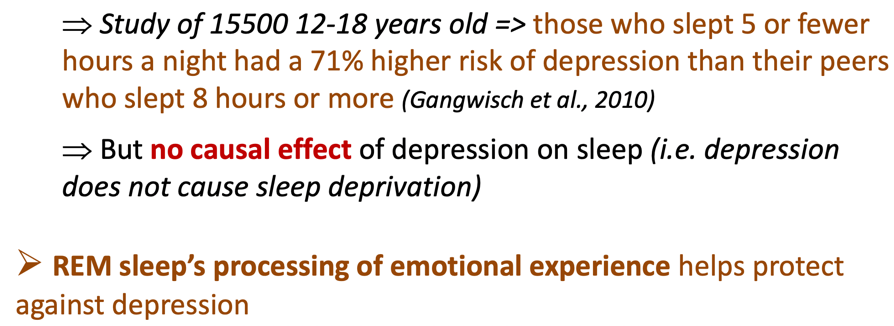 ⇒ Study of 15500 12-18 years old => those who slept 5 or fewer
hours a night had a 71% higher risk of depression than their peers
who slept 8 hours or more (Gangwisch et al., 2010)
⇒ But no causal effect of depression on sleep (i.e. depression
does not cause sleep deprivation)
➢ REM sleep’s processing of emotional experience helps protect
against depression